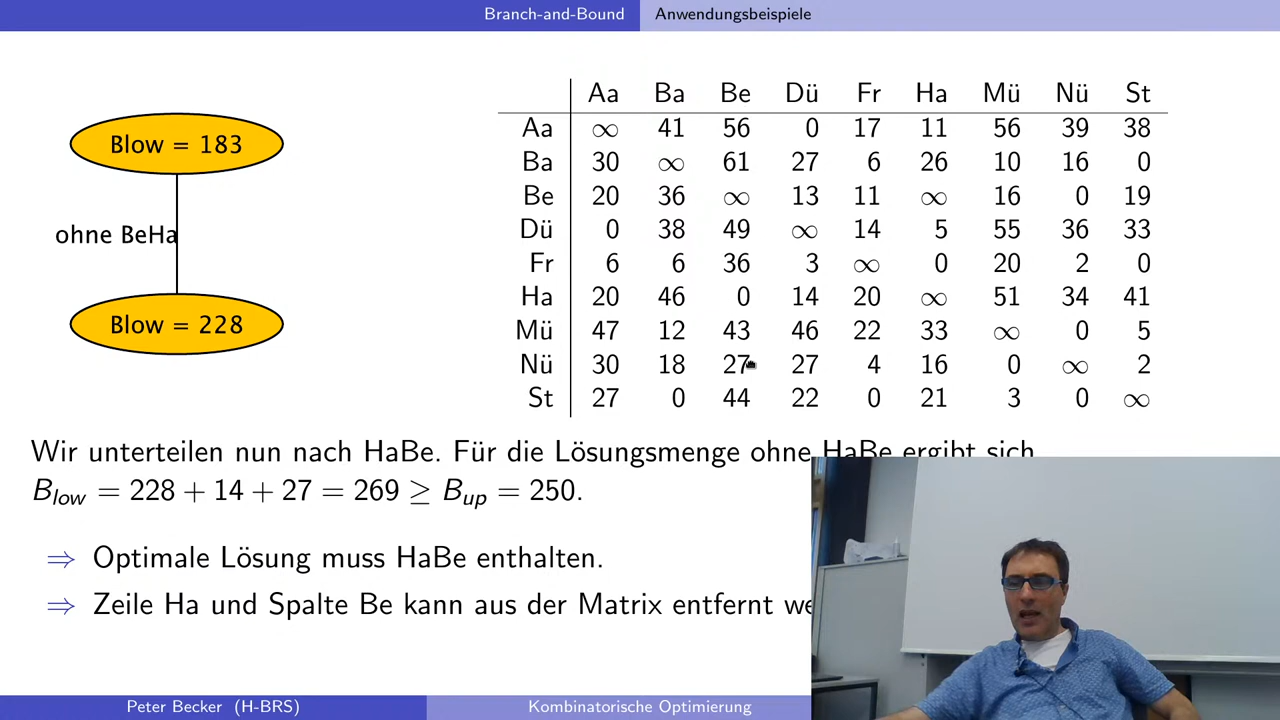 Branch-and-Bound Anwendungsbeispiele
Blow = 183
ohne BeHa
Blow = 228
Aa Ba Be Dü Fr Ha Mü Nü St
Aa ∞ 41 56 0 17 11 56 39 38
Ba 30 ∞ 61 27 6 26 10 16 0
Be 20 36 ∞ 13 11 ∞ 16 0 19
Dü 0 38 49 ∞ 14 5 55 36 33
Fr 6 6 36 3 ∞ 0 20 2 0
Ha 20 46 0 14 20 ∞ 51 34 41
Mü 47 12 43 46 22 33 ∞ 0 5
Nü 30 18 27 27 4 16 0 ∞ 2
St 27 0 44 22 0 21 3 0 ∞
Wir unterteilen nun nach HaBe. Für die Lösungsmenge ohne HaBe ergibt sich
B_low = 228 + 14 + 27 = 269 ≥ B_up = 250.
⇒ Optimale Lösung muss HaBe enthalten.
⇒ Zeile Ha und Spalte Be kann aus der Matrix entfernt
Peter Becker (H-BRS) Kombinatorische Optimierung